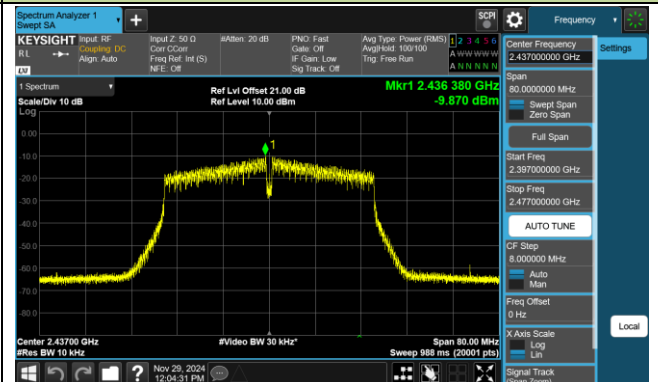 Spectrum Analyzer 1
Swept SA
SCPI
Frequency
KEYSIGHT
RL
LXI
Input: RF
Coupling: DC
Align: Auto
Input Z: 50 Ω
Corr CCorr
Freq Ref: Int (S)
NFE: Off
#Atten: 20 dB
PNO: Fast
Gate: Off
IF Gain: Low
Sig Track: Off
Avg Type: Power (RMS)
Avg|Hold: 100/100
Trig: Free Run
1 2 3 4 5 6
A W W W W W
A N N N N N
1 Spectrum
Scale/Div 10 dB
Log
Ref Lvl Offset 21.00 dB
Ref Level 10.00 dBm
Mkr1 2.436 380 GHz
-9.870 dBm
1
0.00
-10.0
-20.0
-30.0
-40.0
-50.0
-60.0
-70.0
-80.0
Center 2.43700 GHz
#Res BW 10 kHz
#Video BW 30 kHz*
Span 80.00 MHz
Sweep 988 ms (20001 pts)
Center Frequency
2.437000000 GHz
Settings
Span
80.0000000 MHz
Swept Span
Zero Span
Full Span
Start Freq
2.397000000 GHz
Stop Freq
2.477000000 GHz
AUTO TUNE
CF Step
8.000000 MHz
Auto
Man
Freq Offset
0 Hz
X Axis Scale
Log
Lin
Local
Signal Track
(Span Zoom)
?
Nov 29, 2024
12:04:31 PM